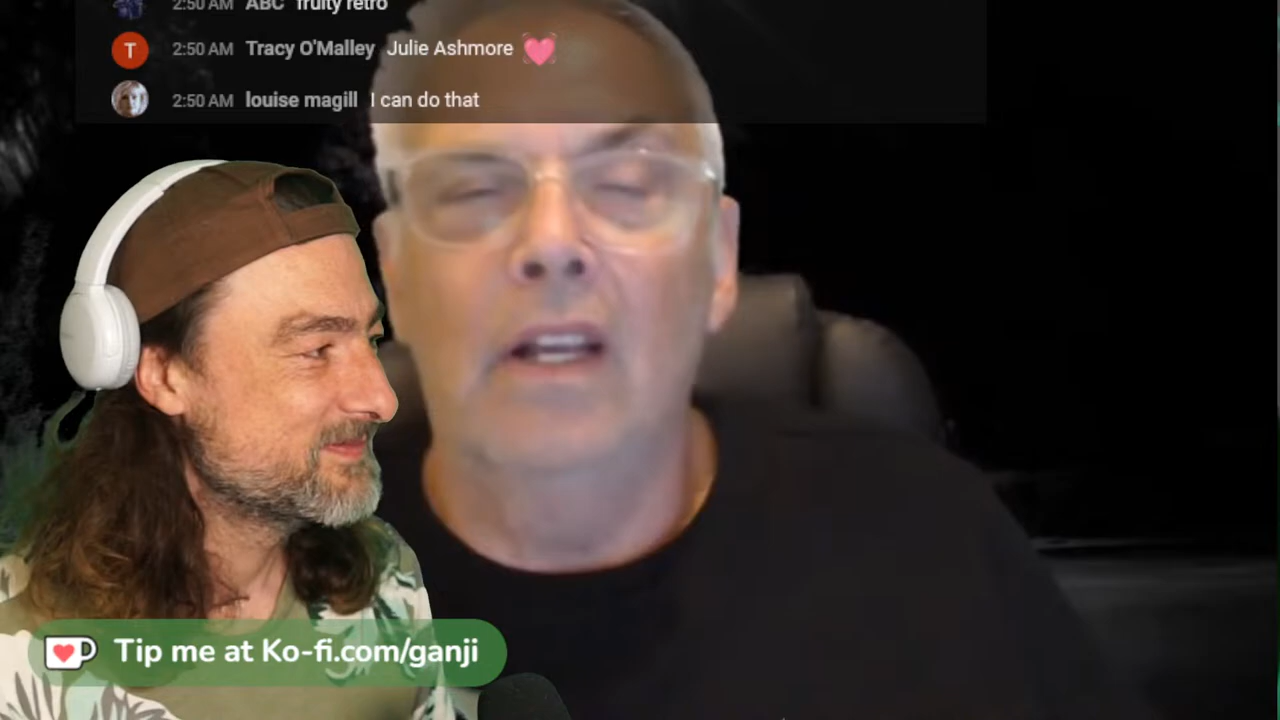 2:50 AM ABC fruity retro
T 2:50 AM Tracy O'Malley Julie Ashmore
2:50 AM louise magill I can do that
Tip me at Ko-fi.com/ganji